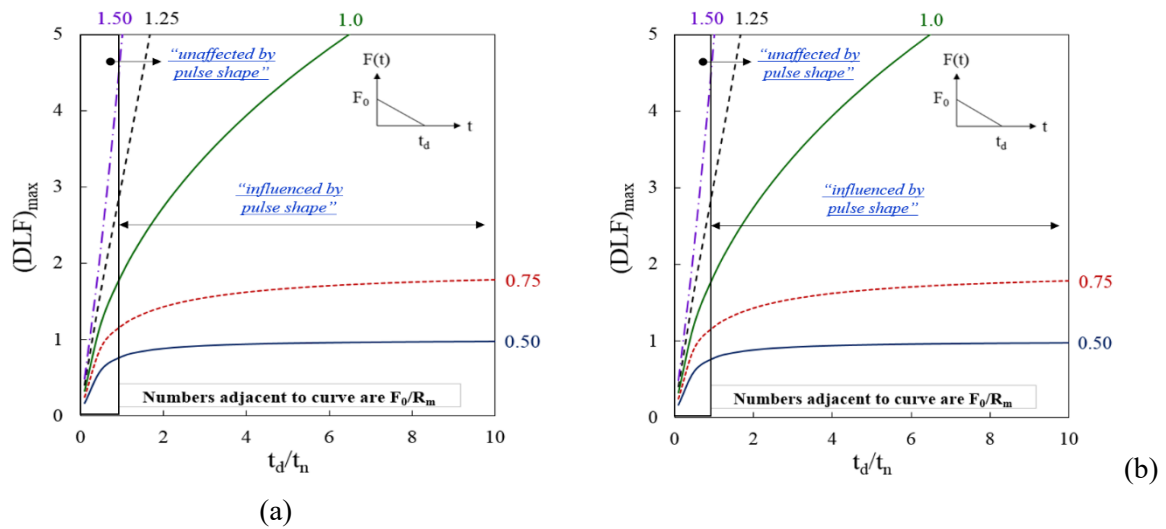 1.50 1.25 1.0
5
4
3
2
1
0
(DLF)max
"unaffected by
pulse shape"
F(t)
F0
td
t
"influenced by
pulse shape"
0.75
0.50
Numbers adjacent to curve are F0/Rm
0 2 4 6 8 10
td/tn
(a)
1.50 1.25 1.0
5
4
3
2
1
0
(DLF)max
"unaffected by
pulse shape"
F(t)
F0
td
t
"influenced by
pulse shape"
0.75
0.50
Numbers adjacent to curve are F0/Rm
0 2 4 6 8 10
td/tn
(b)